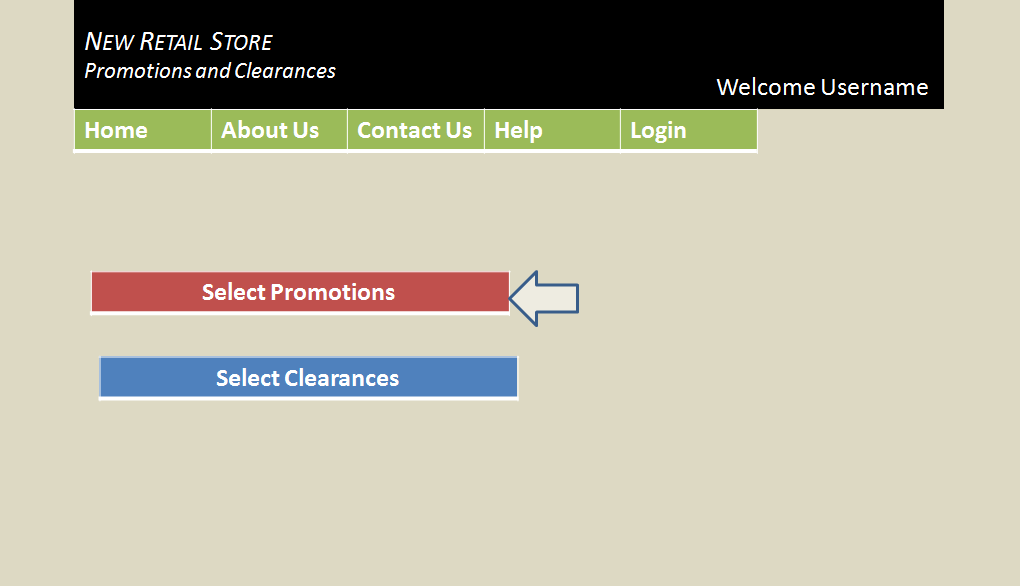 NEW RETAIL STORE
Promotions and Clearances
Welcome Username
Home About Us Contact Us Help Login
Select Promotions
Select Clearances